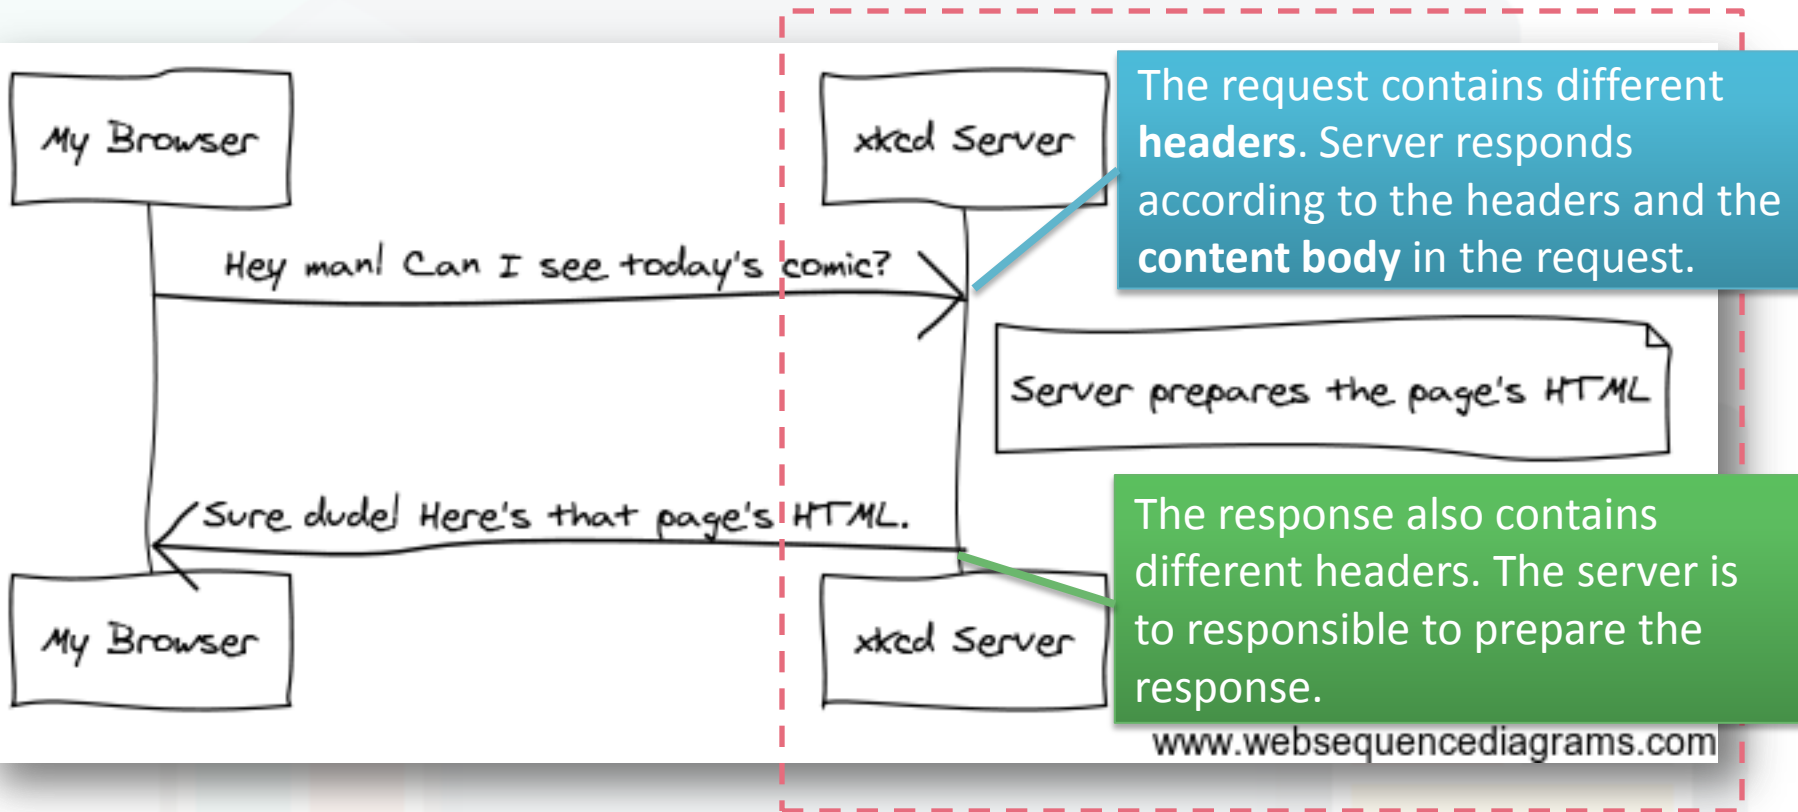 My Browser
xkcd Server
The request contains different
headers. Server responds
according to the headers and the
content body in the request.
Hey man! Can I see today's comic?
Server prepares the page's HTML
Sure dude! Here's that page's HTML.
The response also contains
different headers. The server is
to responsible to prepare the
response.
My Browser
xkcd Server
www.websequencediagrams.com